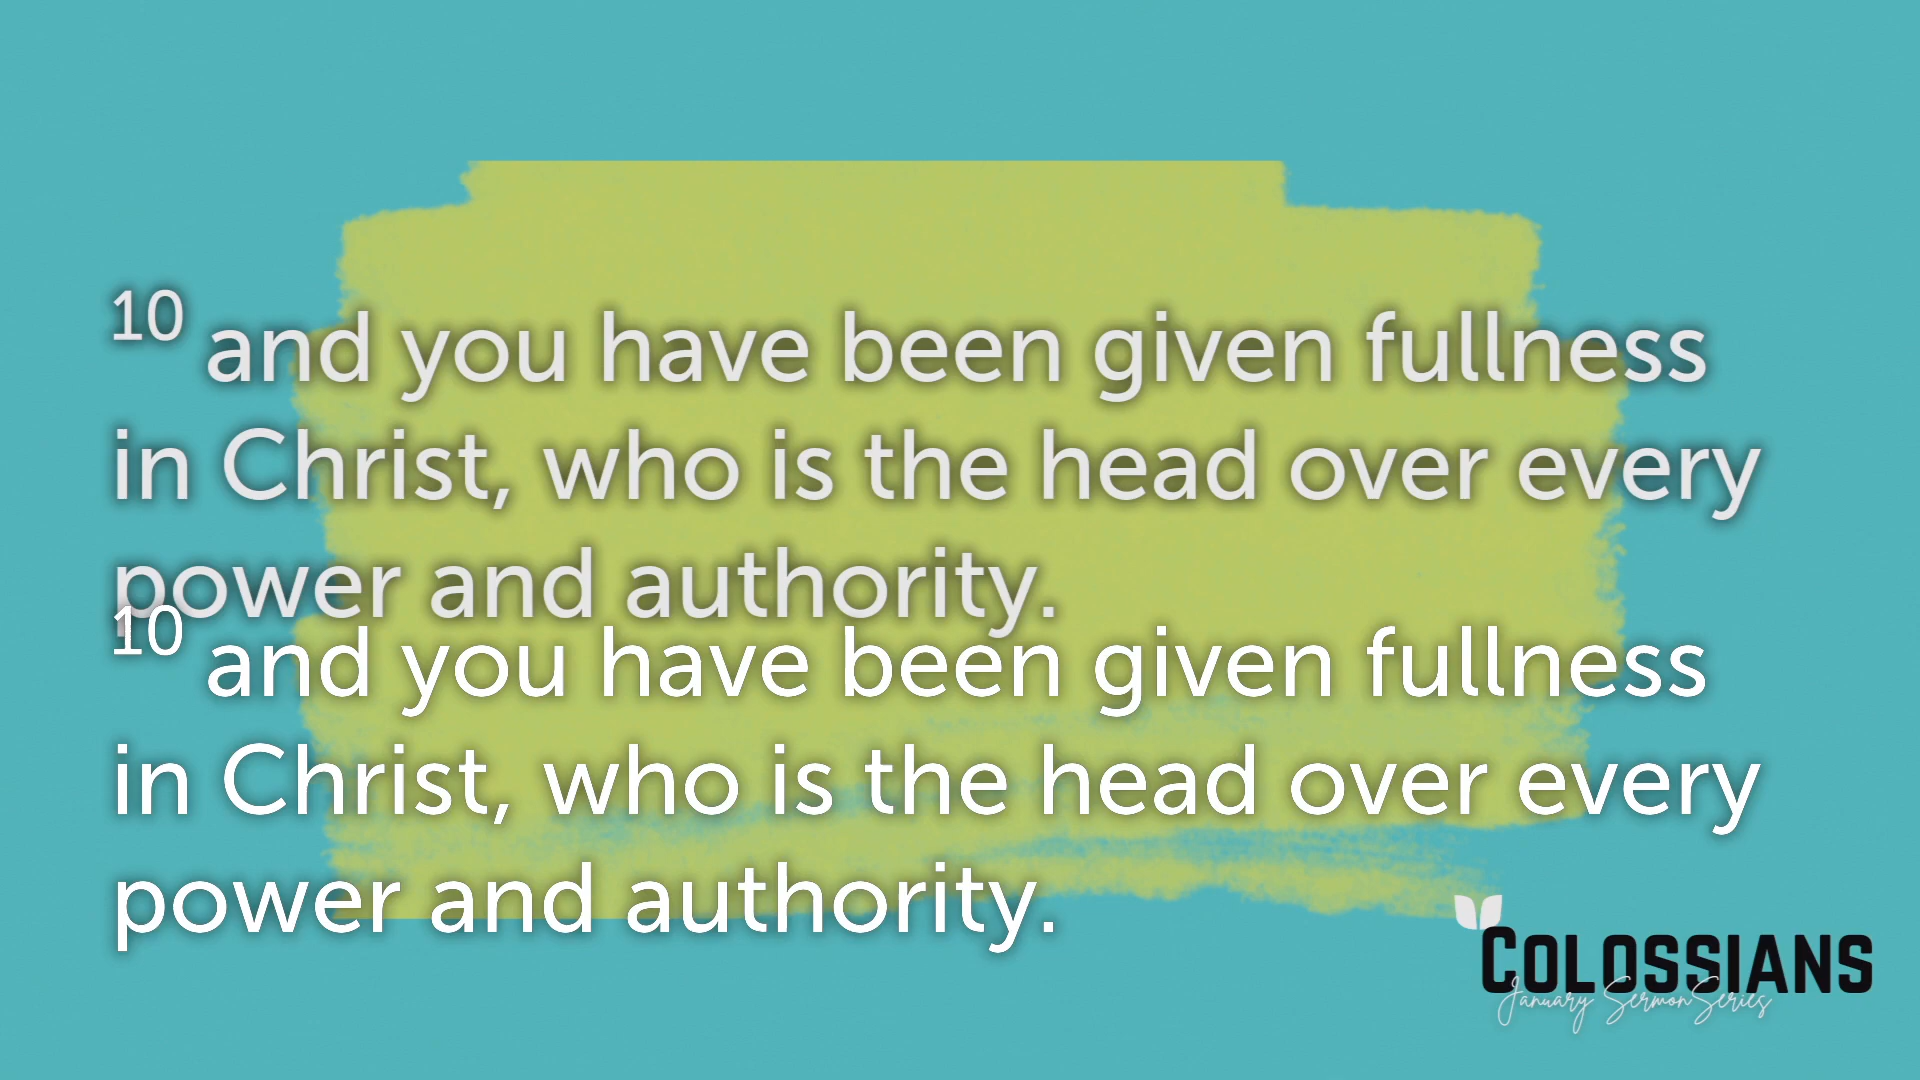 10 and you have been given fullness
in Christ, who is the head over every
power and authority.
10 and you have been given fullness
in Christ, who is the head over every
power and authority.
COLOSSIANS
January Sermon Series